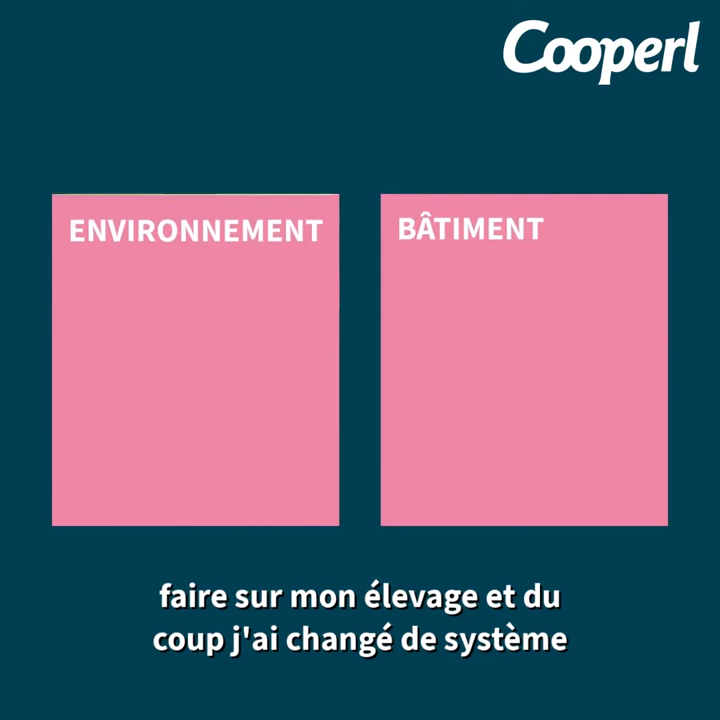 Cooperl
ENVIRONNEMENT
BÂTIMENT
faire sur mon élevage et du
coup j'ai changé de système